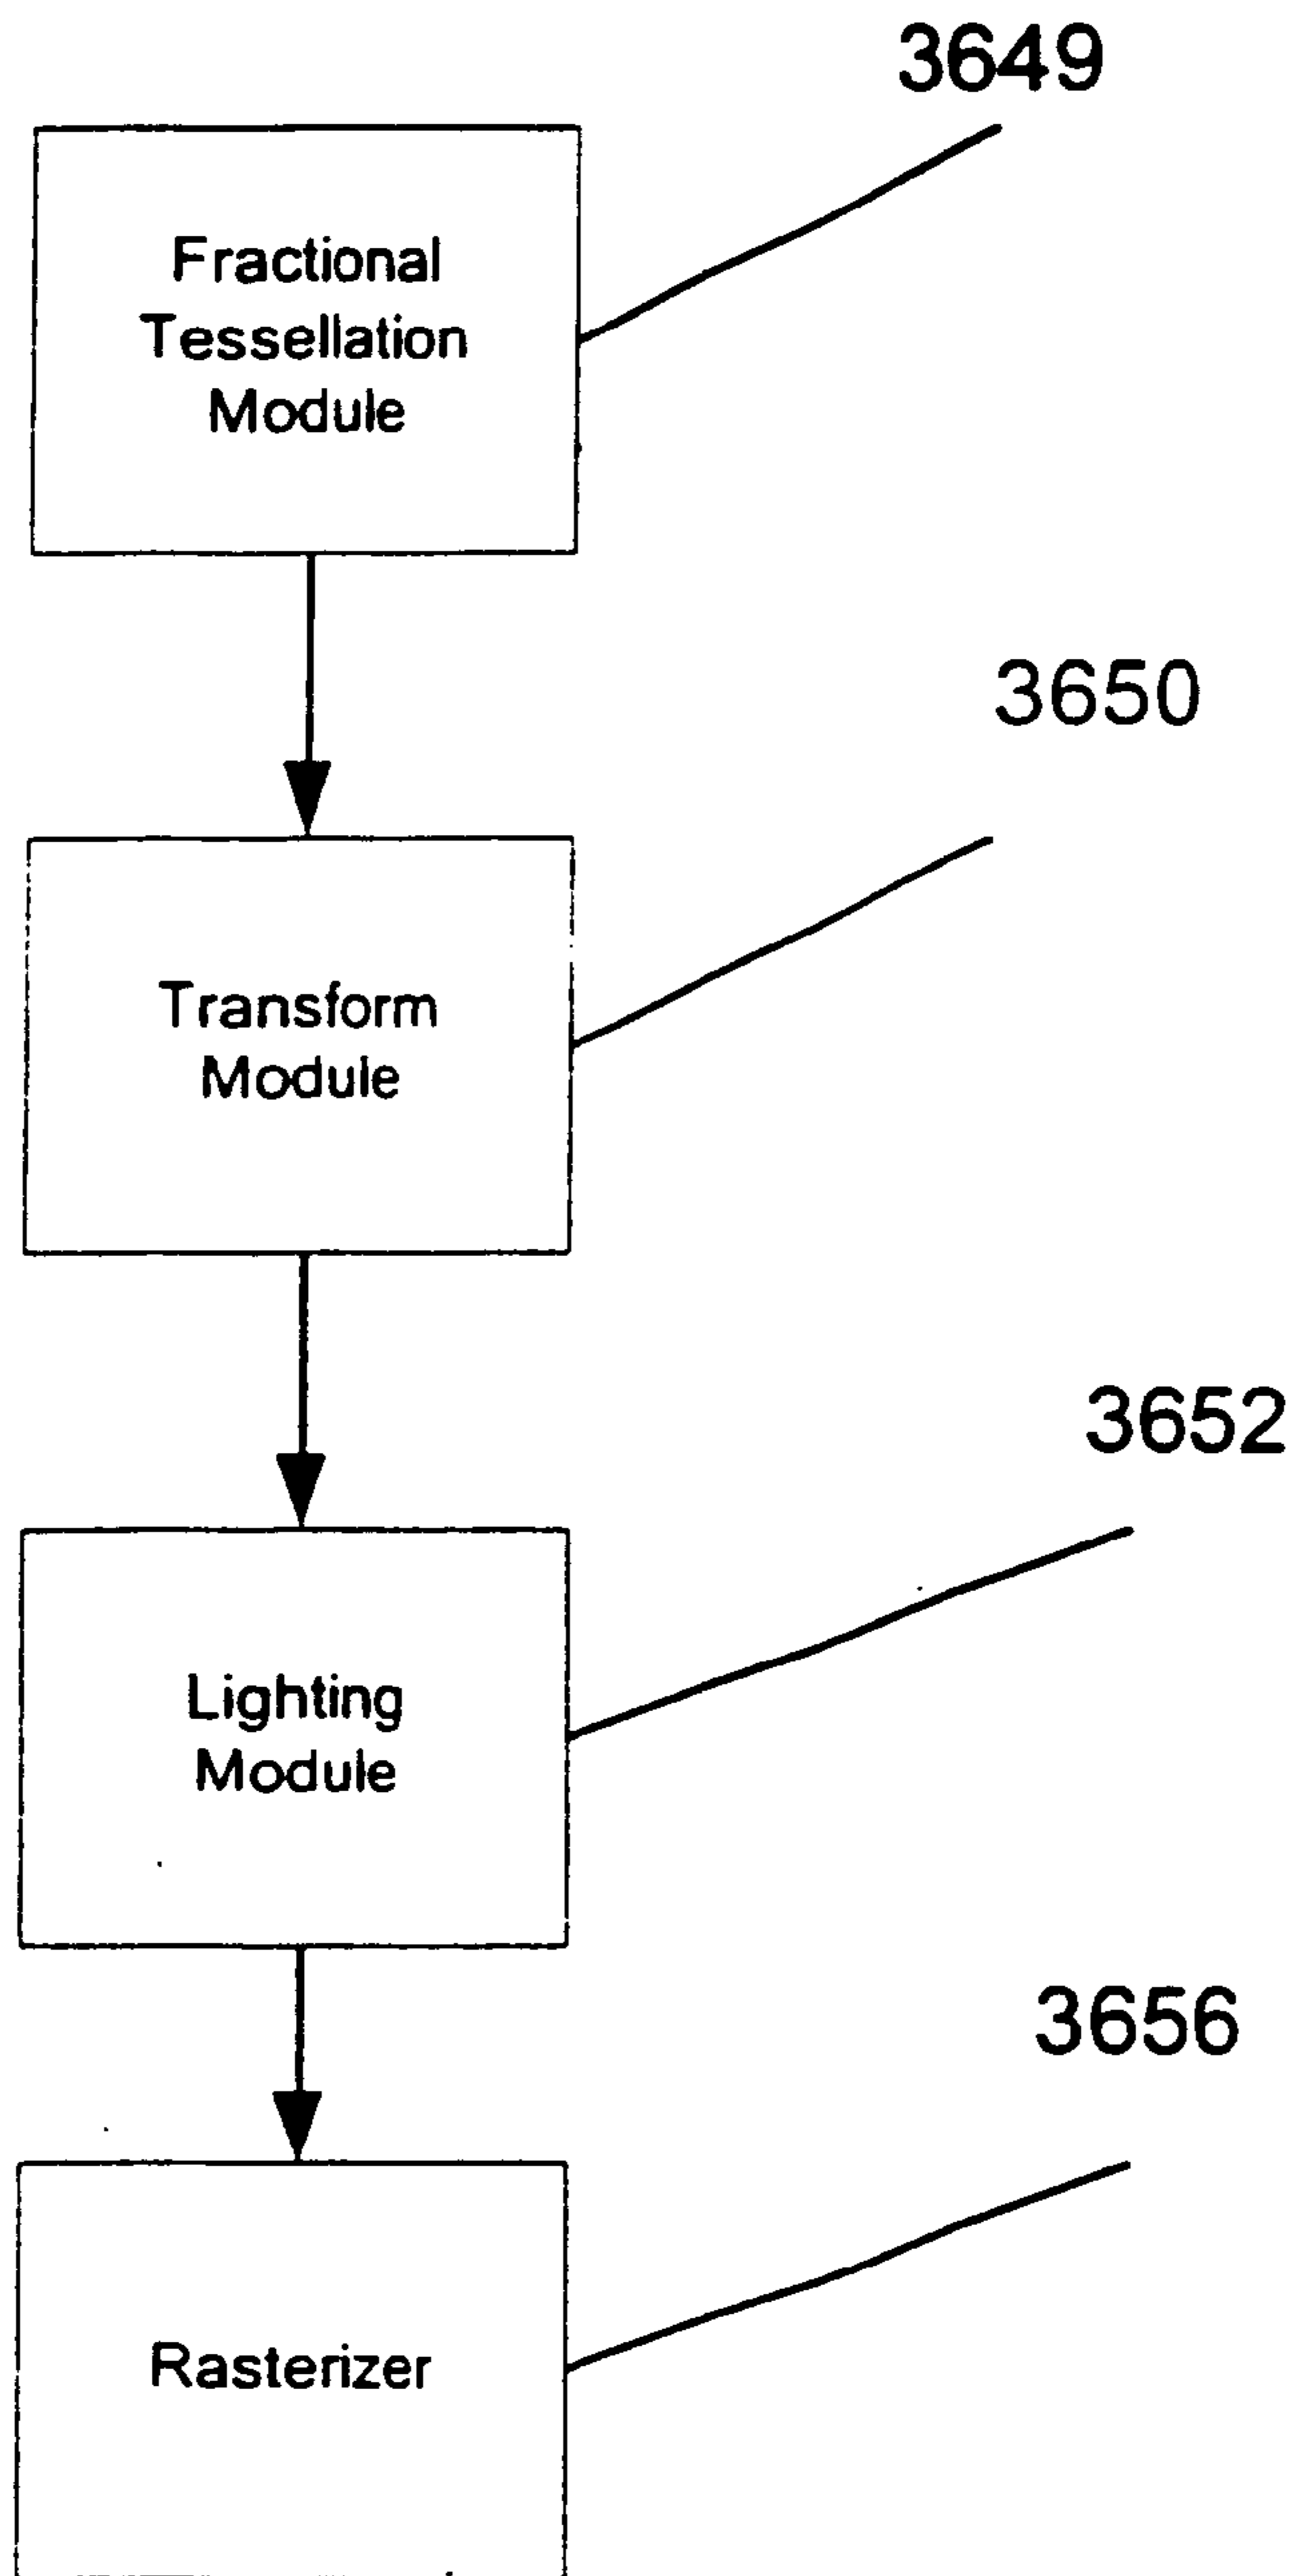 3649
Fractional
Tessellation
Module
3650
Transform
Module
3652
Lighting
Module
3656
Rasterizer